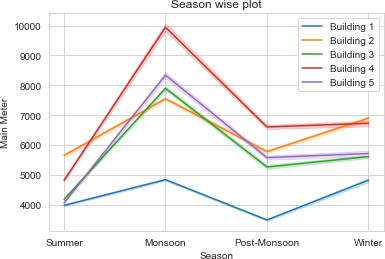 Season wise plot
Building 1
Building 2
Building 3
Building 4
Building 5
Main Meter
10000
9000
8000
7000
6000
5000
4000
Summer Monsoon Post-Monsoon Winter
Season